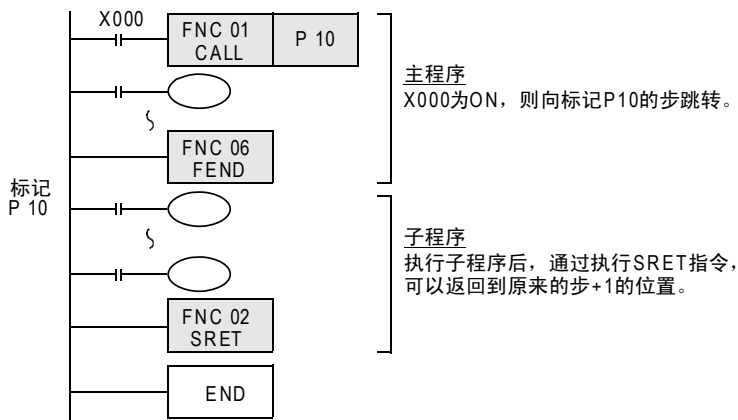 X000
FNC 01
CALL
P 10
主程序
X000为ON，则向标记P10的步跳转。
FNC 06
FEND
标记
P 10
子程序
执行子程序后，通过执行SRET指令，
可以返回到原来的步+1的位置。
FNC 02
SRET
END